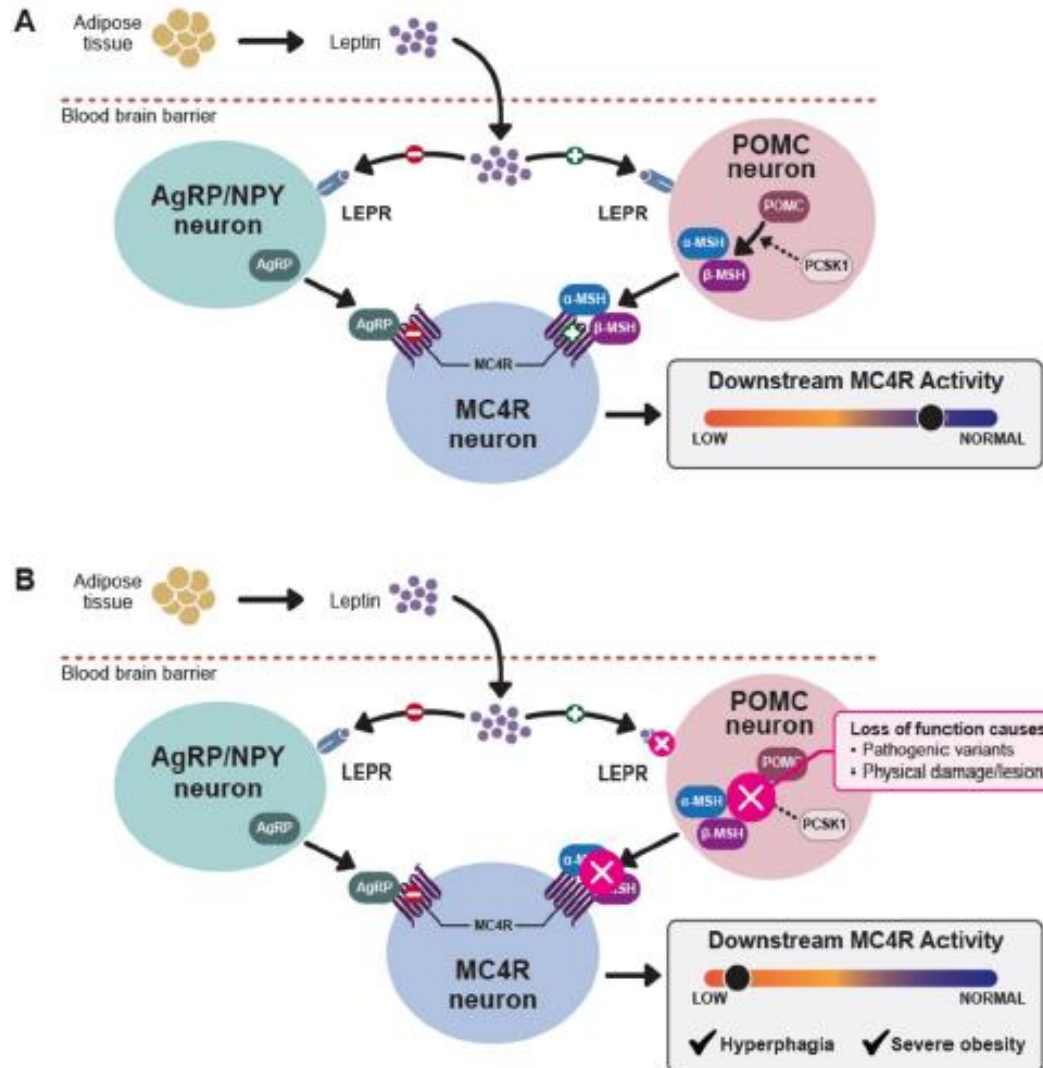 A
Adipose
tissue
Leptin
Blood brain barrier
AgRP/NPY
neuron
LEPR
LEPR
POMC
neuron
POMC
α-MSH
β-MSH
PCSK1
AgRP
AgRP
α-MSH
β-MSH
MC4R
MC4R
neuron
Downstream MC4R Activity
LOW
NORMAL
B
Adipose
tissue
Leptin
Blood brain barrier
AgRP/NPY
neuron
LEPR
LEPR
POMC
neuron
Loss of function causes
• Pathogenic variants
• Physical damage/lesion
POMC
α-MSH
β-MSH
PCSK1
AgRP
AgRP
MC4R
MC4R
neuron
Downstream MC4R Activity
LOW
NORMAL
✔ Hyperphagia ✔ Severe obesity